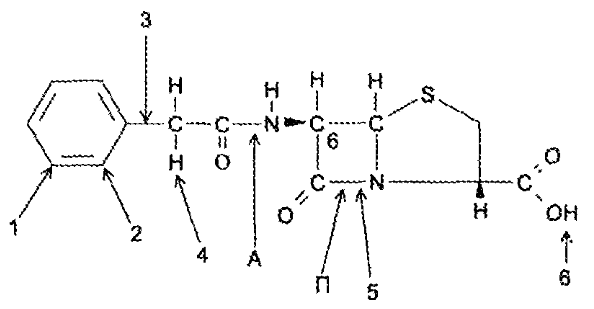 3
H H H H
S
C C N C C
6
H O
O C N C O
H OH
1 2 4 А П 5 6